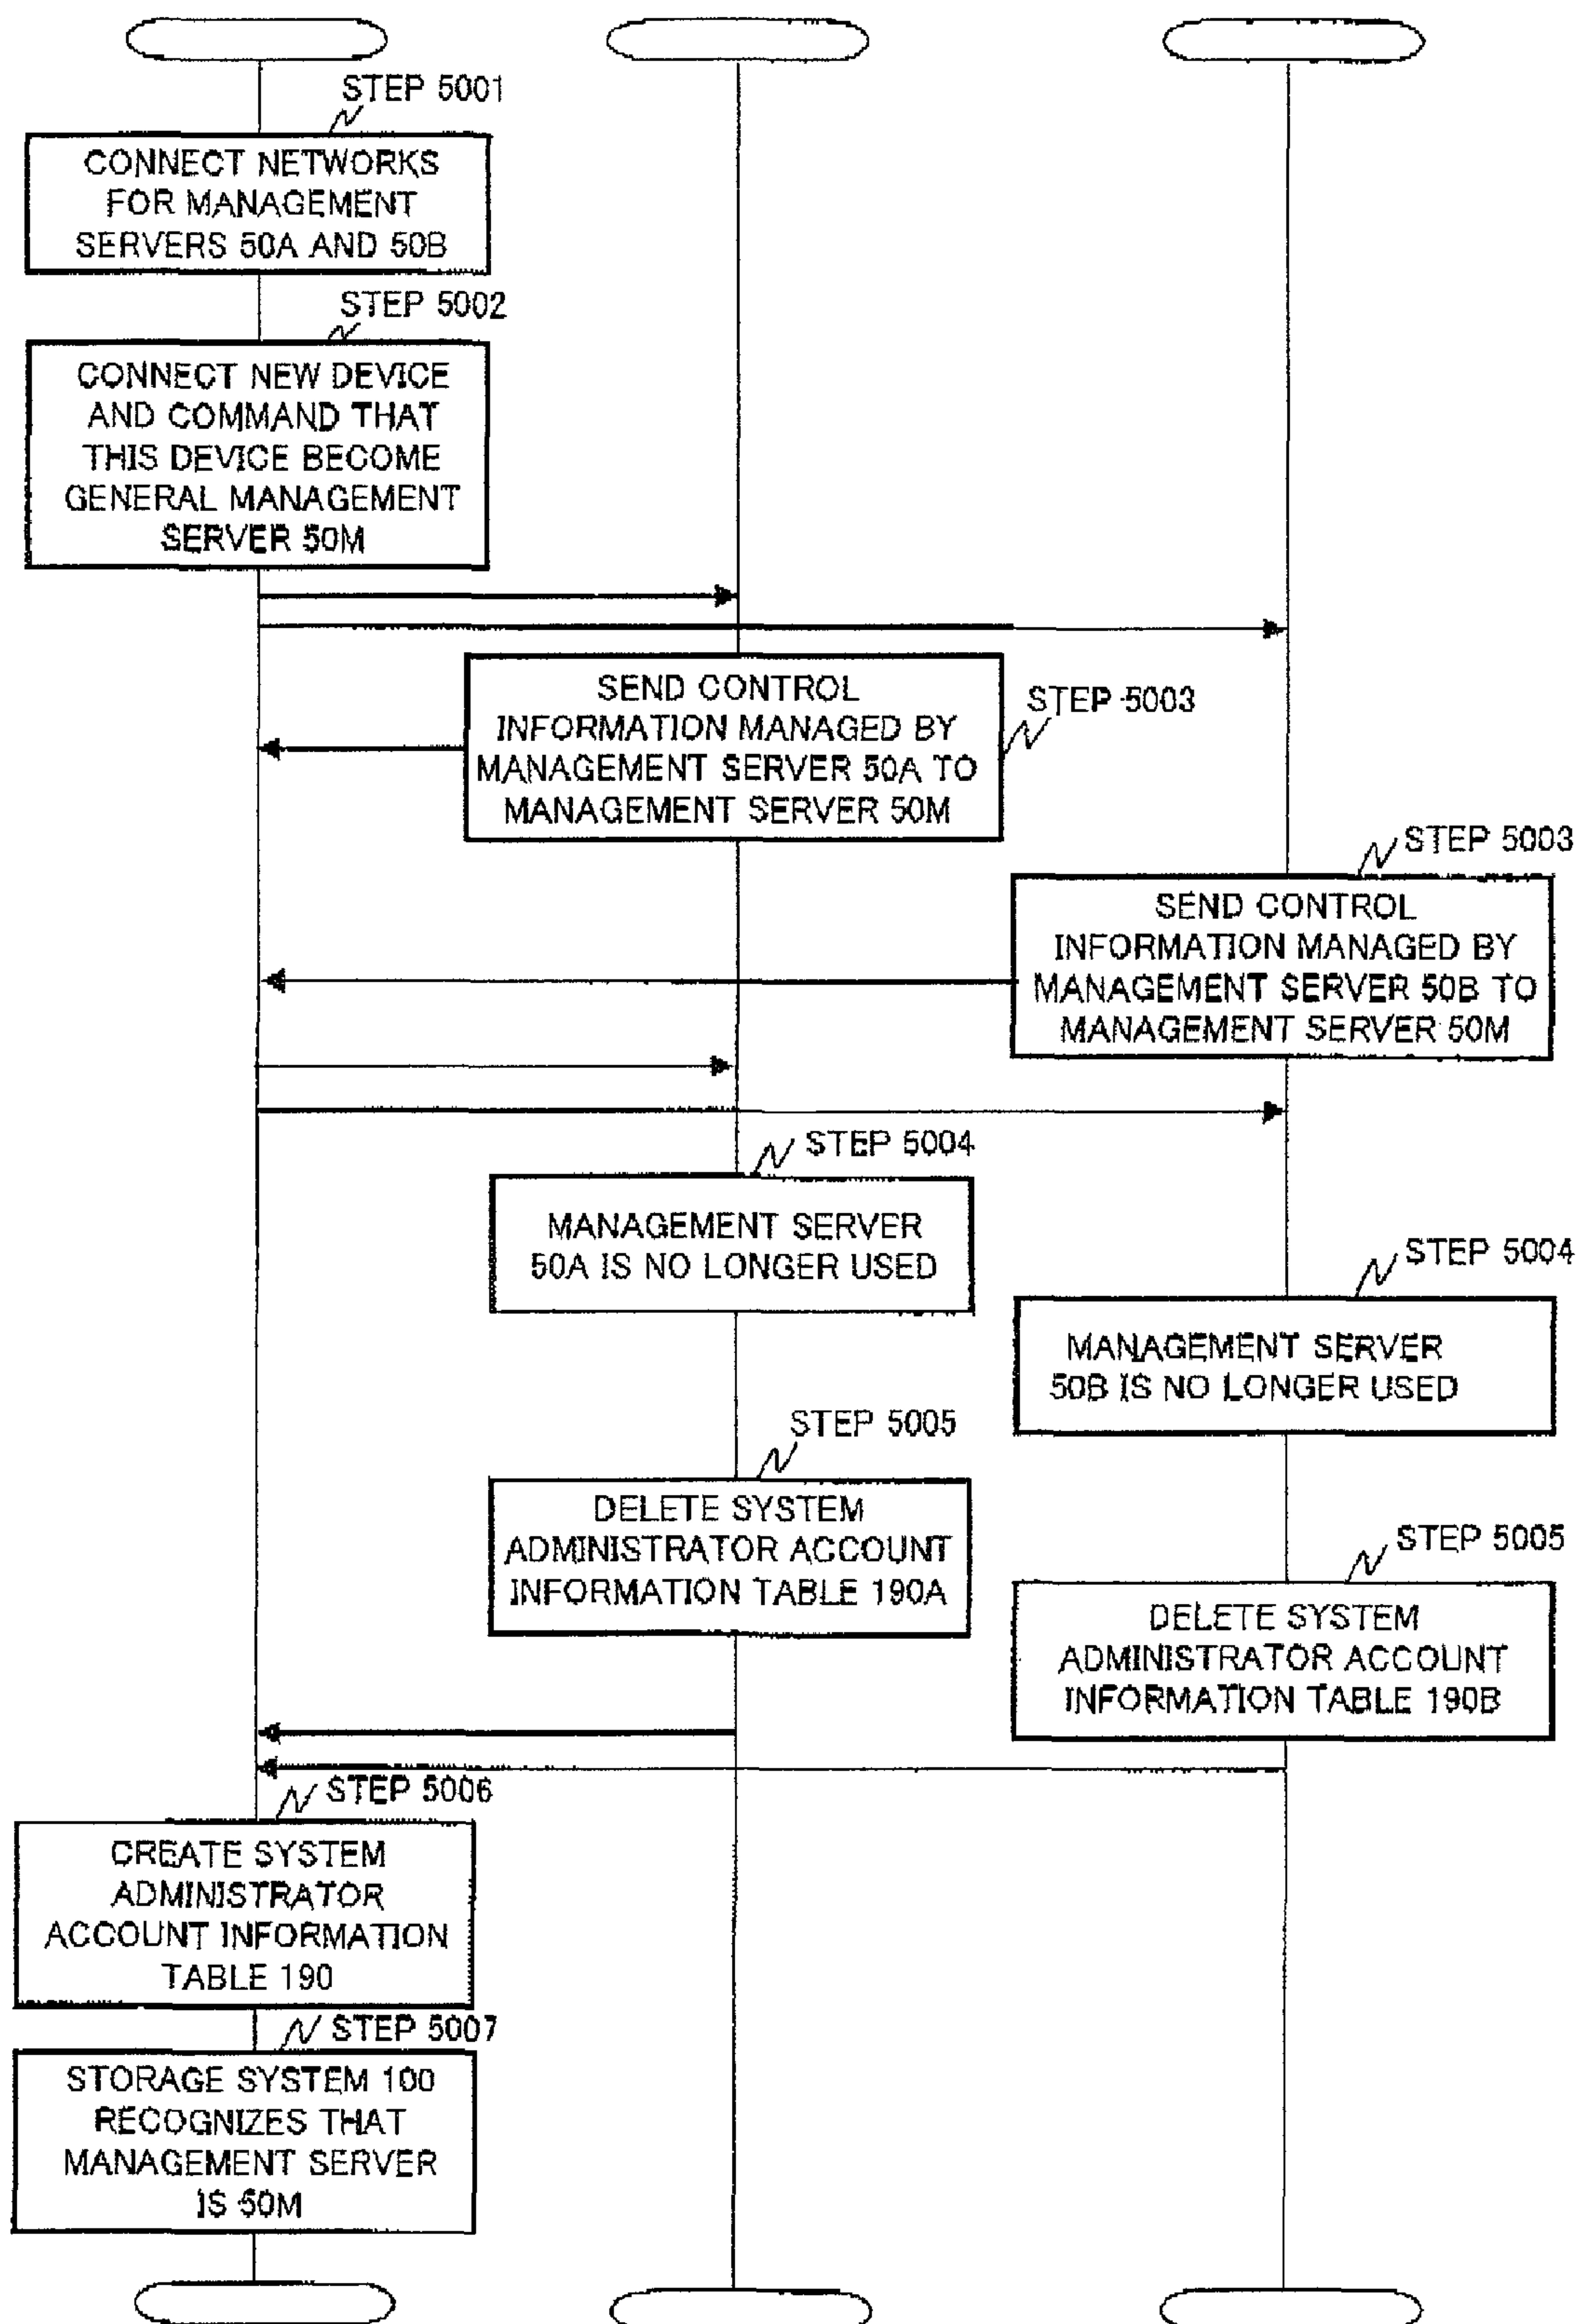 STEP 5001
CONNECT NETWORKS
FOR MANAGEMENT
SERVERS 50A AND 50B
STEP 5002
CONNECT NEW DEVICE
AND COMMAND THAT
THIS DEVICE BECOME
GENERAL MANAGEMENT
SERVER 50M
SEND CONTROL
INFORMATION MANAGED BY
MANAGEMENT SERVER 50A TO
MANAGEMENT SERVER 50M
STEP 5003
STEP 5003
SEND CONTROL
INFORMATION MANAGED BY
MANAGEMENT SERVER 50B TO
MANAGEMENT SERVER 50M
STEP 5004
MANAGEMENT SERVER
50A IS NO LONGER USED
STEP 5004
MANAGEMENT SERVER
50B IS NO LONGER USED
STEP 5005
DELETE SYSTEM
ADMINISTRATOR ACCOUNT
INFORMATION TABLE 190A
STEP 5005
DELETE SYSTEM
ADMINISTRATOR ACCOUNT
INFORMATION TABLE 190B
STEP 5006
CREATE SYSTEM
ADMINISTRATOR
ACCOUNT INFORMATION
TABLE 190
STEP 5007
STORAGE SYSTEM 100
RECOGNIZES THAT
MANAGEMENT SERVER
IS 50M